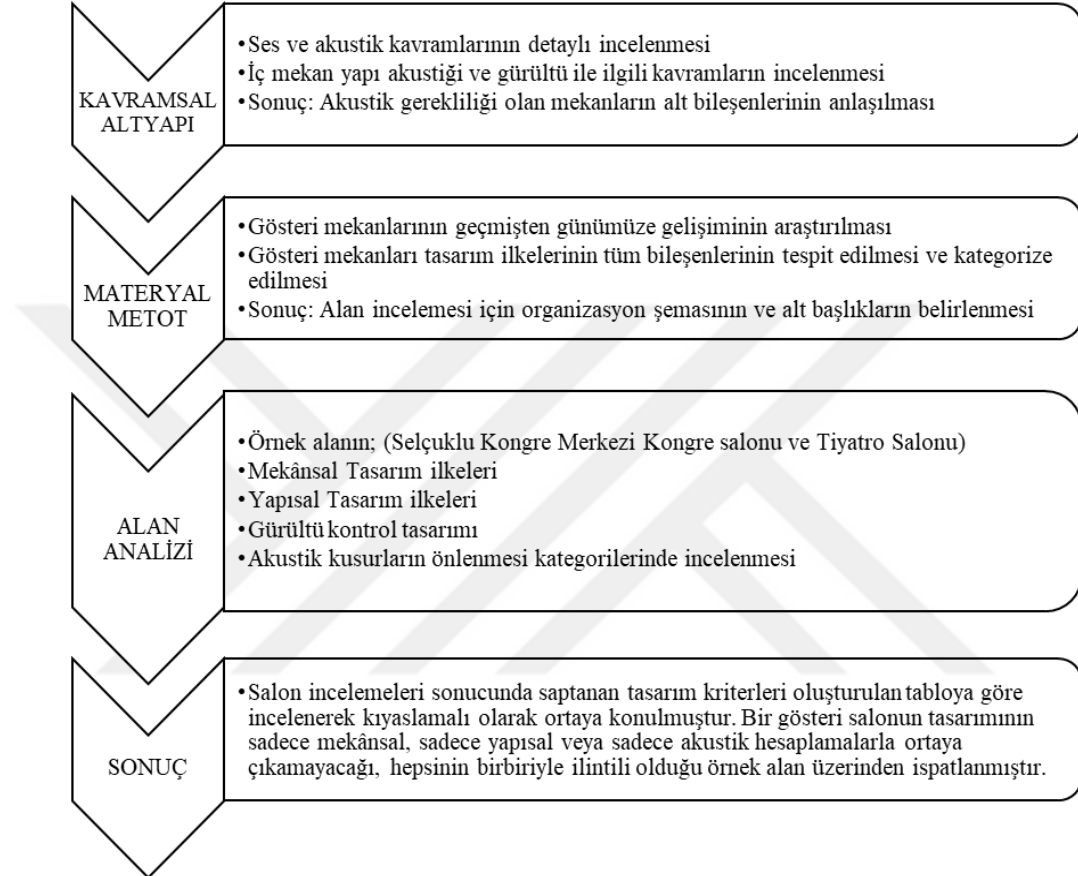 KAVRAMSAL
ALTYAPI
•Ses ve akustik kavramlarının detaylı incelenmesi
•İç mekan yapı akustiği ve gürültü ile ilgili kavramların incelenmesi
•Sonuç: Akustik gerekliliği olan mekanların alt bileşenlerinin anlaşılması
MATERYAL
METOT
•Gösteri mekanlarının geçmişten günümüze gelişiminin araştırılması
•Gösteri mekanları tasarım ilkelerinin tüm bileşenlerinin tespit edilmesi ve kategorize
edilmesi
•Sonuç: Alan incelemesi için organizasyon şemasının ve alt başlıkların belirlenmesi
ALAN
ANALİZİ
•Örnek alanın; (Selçuklu Kongre Merkezi Kongre salonu ve Tiyatro Salonu)
•Mekânsal Tasarım ilkeleri
•Yapısal Tasarım ilkeleri
•Gürültü kontrol tasarımı
•Akustik kusurların önlenmesi kategorilerinde incelenmesi
SONUÇ
•Salon incelemeleri sonucunda saptanan tasarım kriterleri oluşturulan tabloya göre
incelenerek kıyaslamalı olarak ortaya konulmuştur. Bir gösteri salonun tasarımının
sadece mekânsal, sadece yapısal veya sadece akustik hesaplamalarla ortaya
çıkamayacağı, hepsinin birbiriyle ilintili olduğu örnek alan üzerinden ispatlanmıştır.